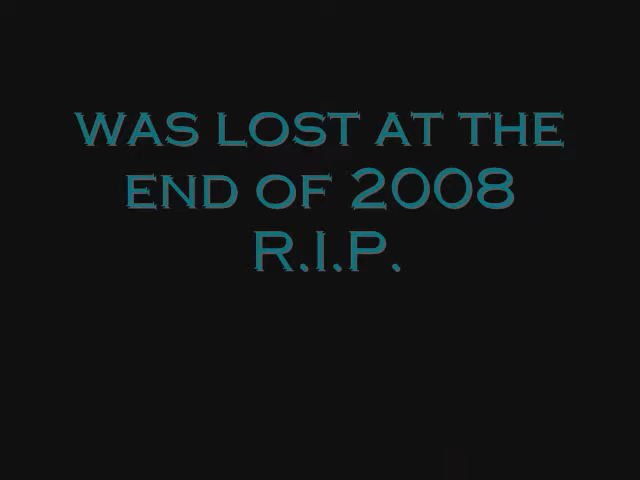 WAS LOST AT THE
END OF 2008
R.I.P.